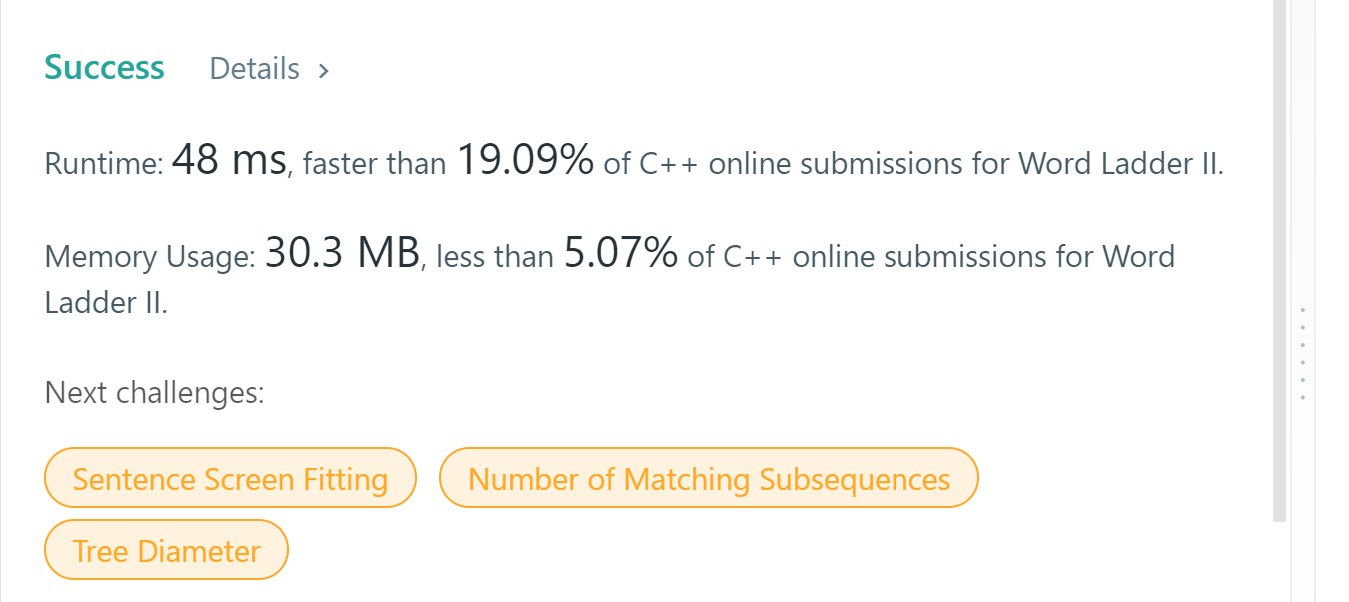 Success Details >
Runtime: 48 ms, faster than 19.09% of C++ online submissions for Word Ladder II.
Memory Usage: 30.3 MB, less than 5.07% of C++ online submissions for Word
Ladder II.
Next challenges:
Sentence Screen Fitting Number of Matching Subsequences
Tree Diameter